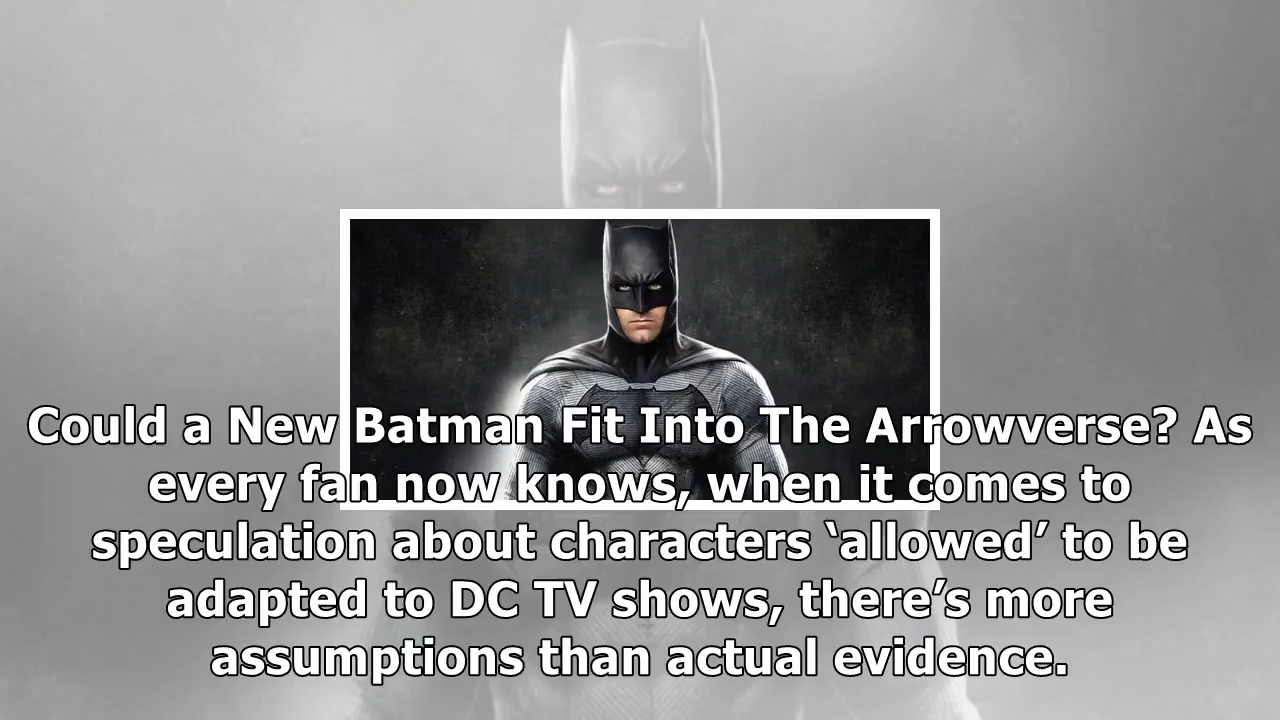 Could a New Batman Fit Into The Arrowverse? As
every fan now knows, when it comes to
speculation about characters ‘allowed’ to be
adapted to DC TV shows, there’s more
assumptions than actual evidence.